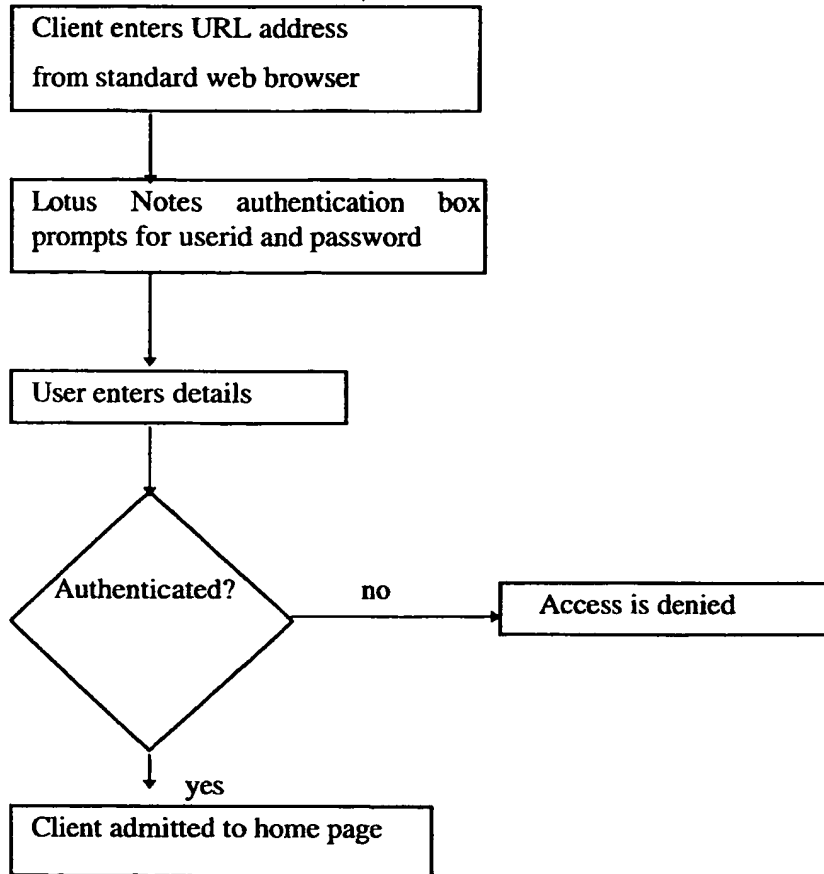 Client enters URL address
from standard web browser
Lotus Notes authentication box
prompts for userid and password
User enters details
Authenticated?
no
Access is denied
yes
Client admitted to home page